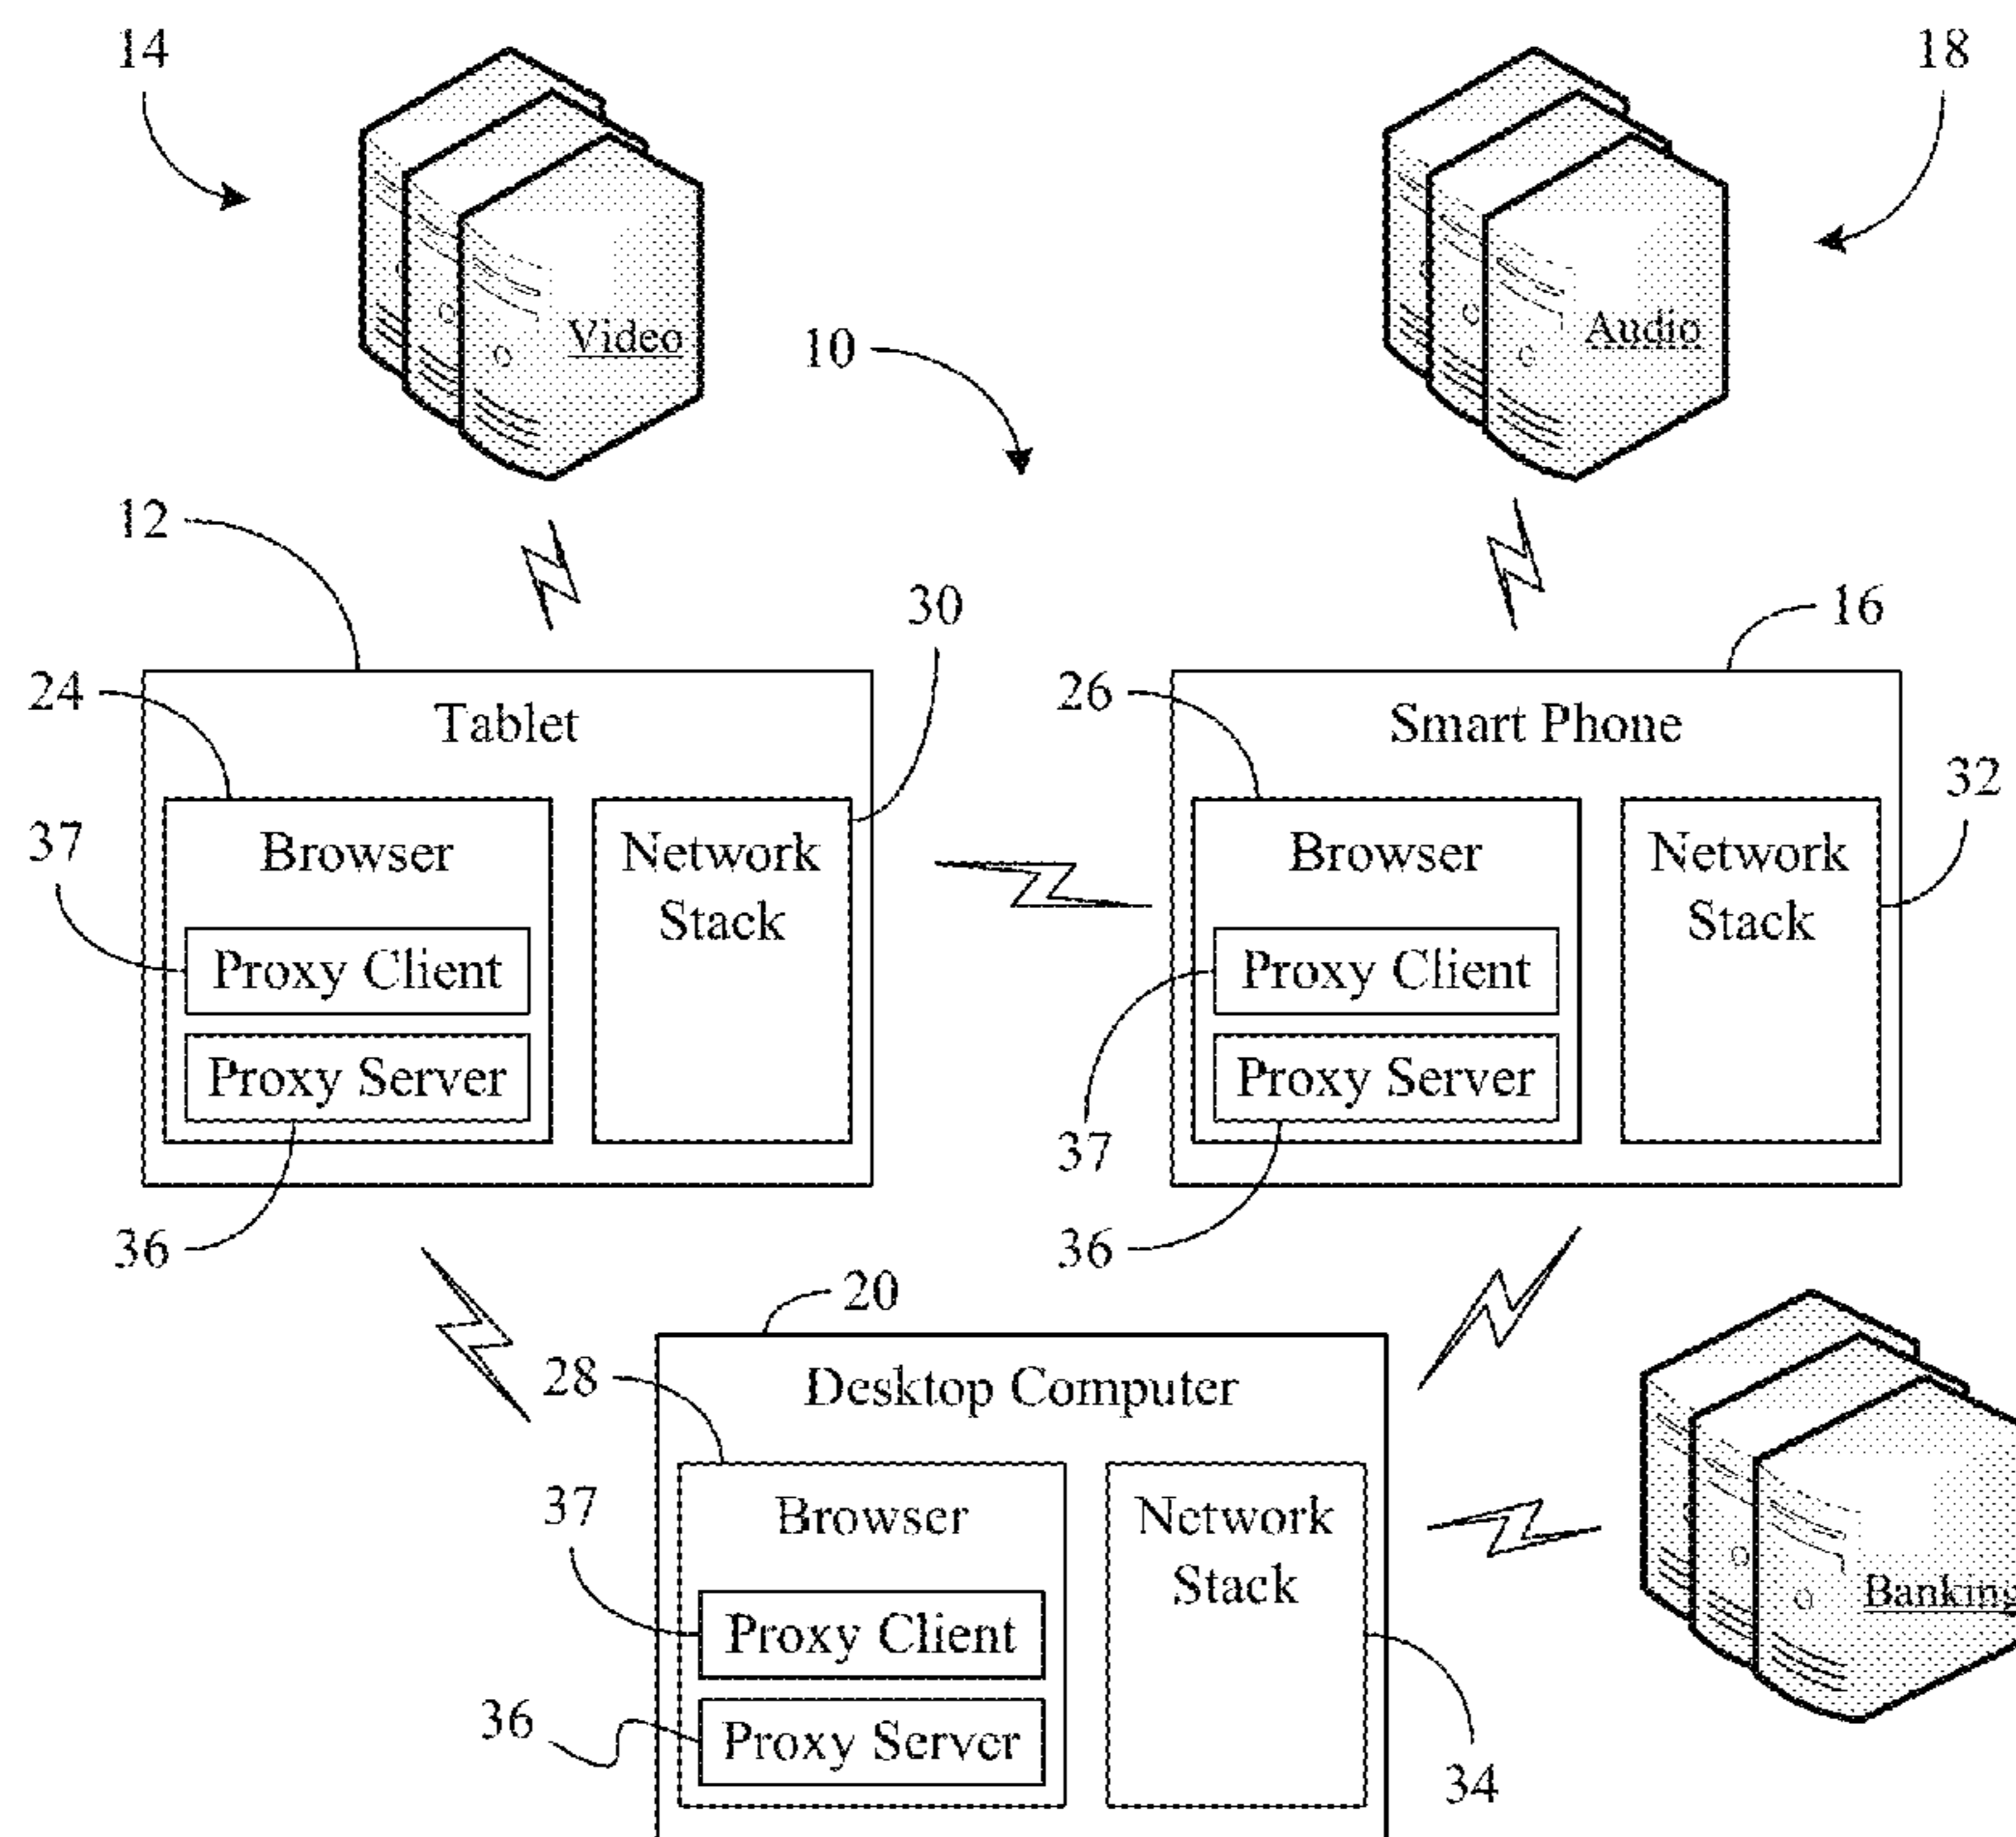 14
18
Video
10
Audio
12
30
16
24
Tablet
26
Smart Phone
32
37
Browser
Network
Stack
Browser
Network
Stack
Proxy Client
Proxy Client
Proxy Server
Proxy Server
37
36
36
20
28
Desktop Computer
37
Browser
Network
Stack
Banking
Proxy Client
36
Proxy Server
34